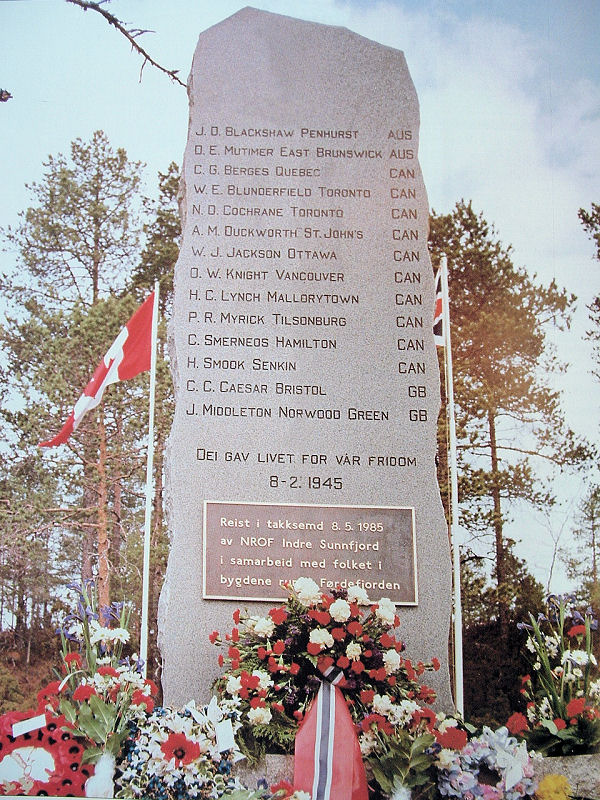 J. D. BLACKSHAW PENHURST AUS
D. E. MUTIMER EAST BRUNSWICK AUS
C. G. BERGES QUEBEC CAN
W. E. BLUNDERFIELD TORONTO CAN
N. D. COCHRANE TORONTO CAN
A. M. DUCKWORTH ST. JOHN'S CAN
W. J. JACKSON OTTAWA CAN
D. W. KNIGHT VANCOUVER CAN
H. C. LYNCH MALLORYTOWN CAN
P. R. MYRICK TILSONBURG CAN
C. SMERNEOS HAMILTON CAN
H. SMOOK SENKIN CAN
C. C. CAESAR BRISTOL GB
J. MIDDLETON NORWOOD GREEN GB
DEI GAV LIVET FOR VÅR FRIDOM
8-2. 1945
Reist i takksemd 8. 5. 1985
av NROF Indre Sunnfjord
i samarbeid med folket i
bygdene Førdefjorden